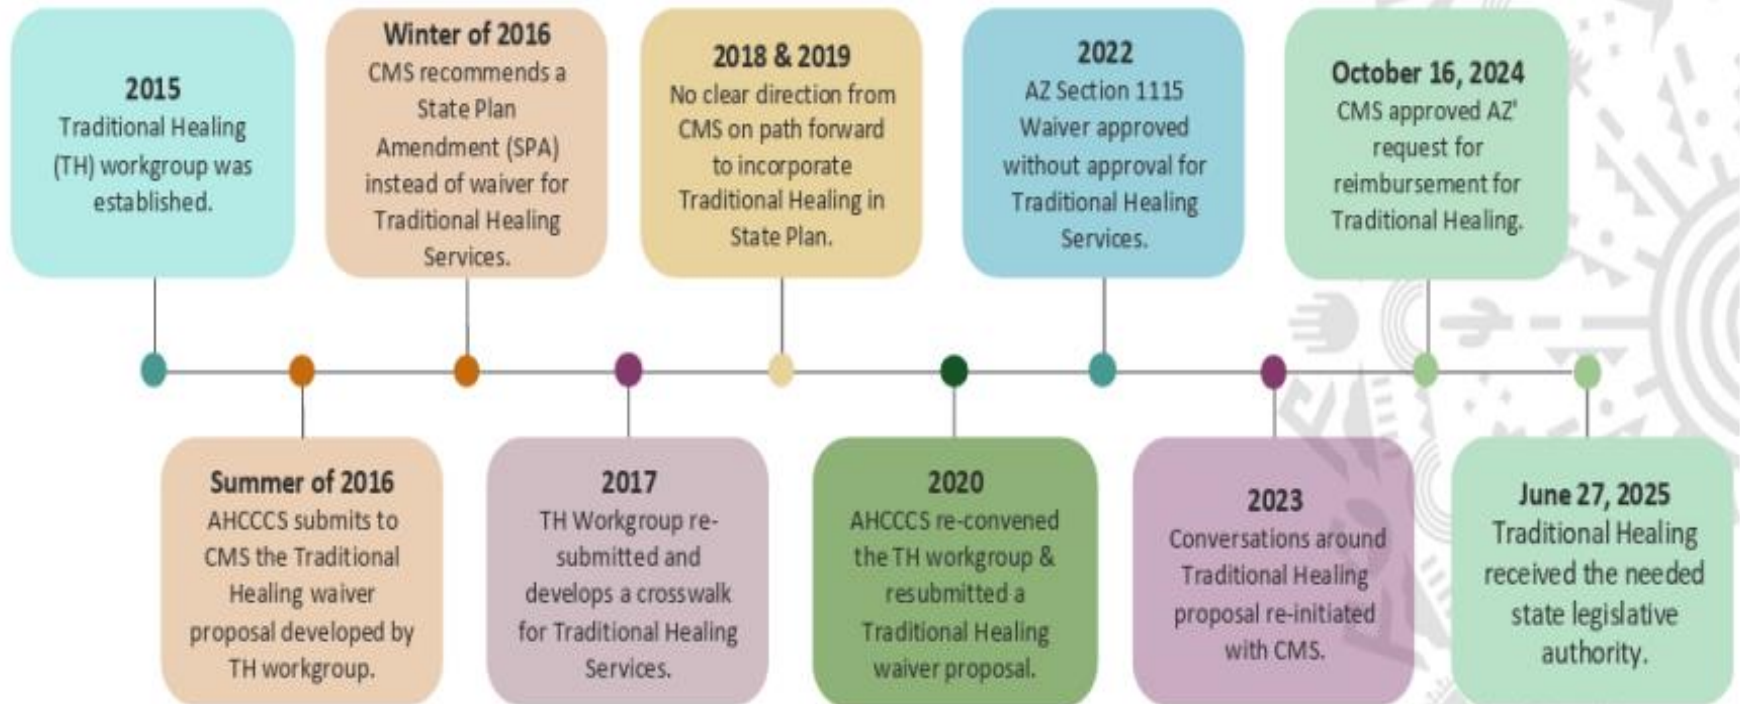 2015
Traditional Healing
(TH) workgroup was
established.
Summer of 2016
AHCCCS submits to
CMS the Traditional
Healing waiver
proposal developed by
TH workgroup.
Winter of 2016
CMS recommends a
State Plan
Amendment (SPA)
instead of waiver for
Traditional Healing
Services.
2017
TH Workgroup re-
submitted and
develops a crosswalk
for Traditional Healing
Services.
2018 & 2019
No clear direction from
CMS on path forward
to incorporate
Traditional Healing in
State Plan.
2020
AHCCCS re-convened
the TH workgroup &
resubmitted a
Traditional Healing
waiver proposal.
2022
AZ Section 1115
Waiver approved
without approval for
Traditional Healing
Services.
2023
Conversations around
Traditional Healing
proposal re-initiated
with CMS.
October 16, 2024
CMS approved AZ'
request for
reimbursement for
Traditional Healing.
June 27, 2025
Traditional Healing
received the needed
state legislative
authority.